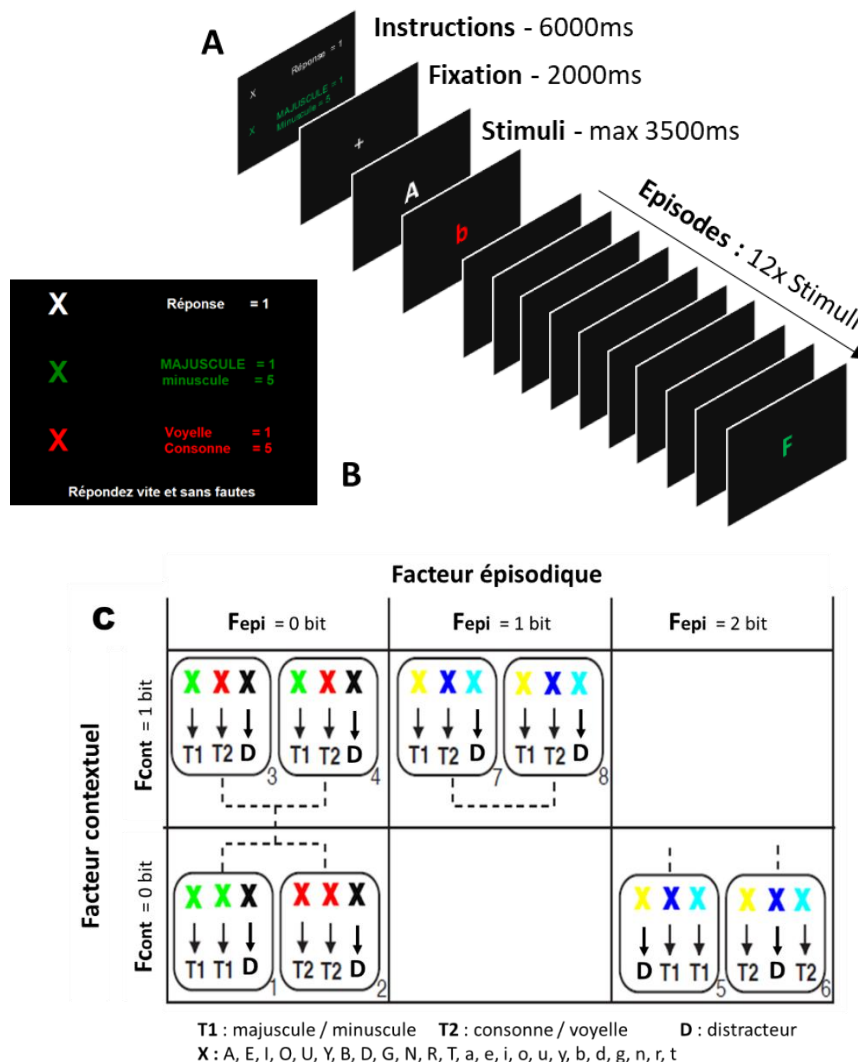 A
Instructions - 6000ms
Réponse = 1
X
MAJUSCULE = 1
X
Minuscule = 5
Fixation - 2000ms
+
Stimuli - max 3500ms
A
b
Episodes : 12x Stimuli
F
X Réponse = 1
X MAJUSCULE = 1
minuscule = 5
X Voyelle = 1
Consonne = 5
Répondez vite et sans fautes
B
Facteur épisodique
C
Fepi = 0 bit Fepi = 1 bit Fepi = 2 bit
Facteur contextuel
Fcont = 1 bit
X X X X X X X X X X X X
T1 T2 D T1 T2 D T1 T2 D T1 T2 D
3 4 7 8
Fcont = 0 bit
X X X X X X X X X X X X
T1 T1 D T2 T2 D D T1 T1 T2 D T2
1 2 5 6
T1 : majuscule / minuscule T2 : consonne / voyelle D : distracteur
X : A, E, I, O, U, Y, B, D, G, N, R, T, a, e, i, o, u, y, b, d, g, n, r, t